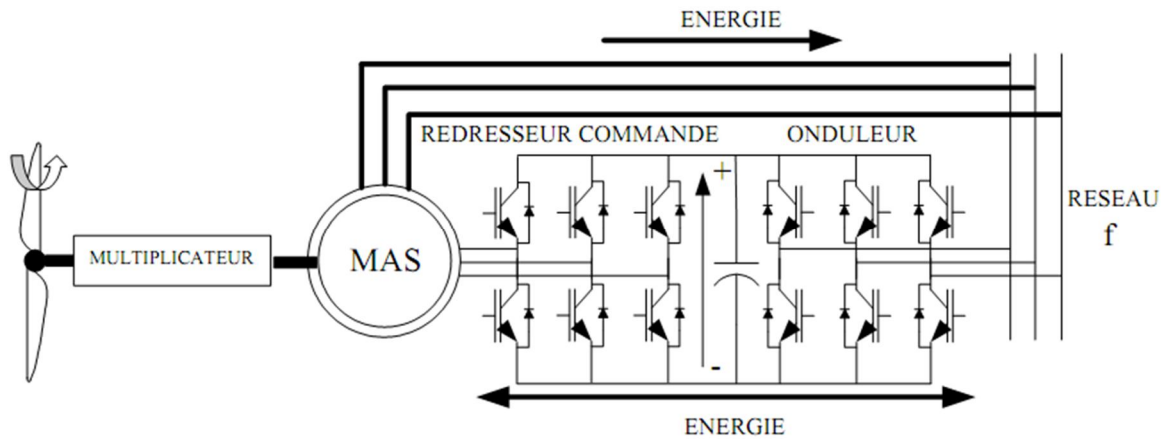 ENERGIE
REDRESSEUR COMMANDE
ONDULEUR
+
RESEAU
f
MULTIPLICATEUR
MAS
-
ENERGIE